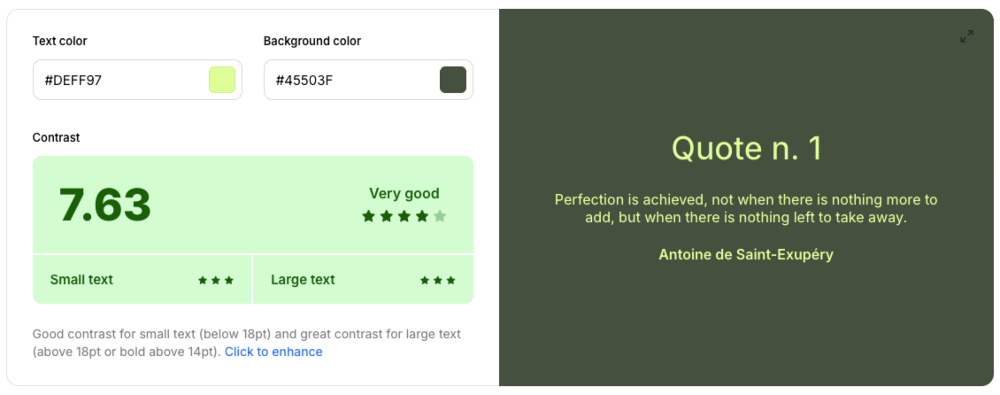 Text color
Background color
#DEFF97
#45503F
Contrast
7.63
Very good
Small text
Large text
Good contrast for small text (below 18pt) and great contrast for large text
(above 18pt or bold above 14pt). Click to enhance
Quote n. 1
Perfection is achieved, not when there is nothing more to
add, but when there is nothing left to take away.
Antoine de Saint-Exupéry